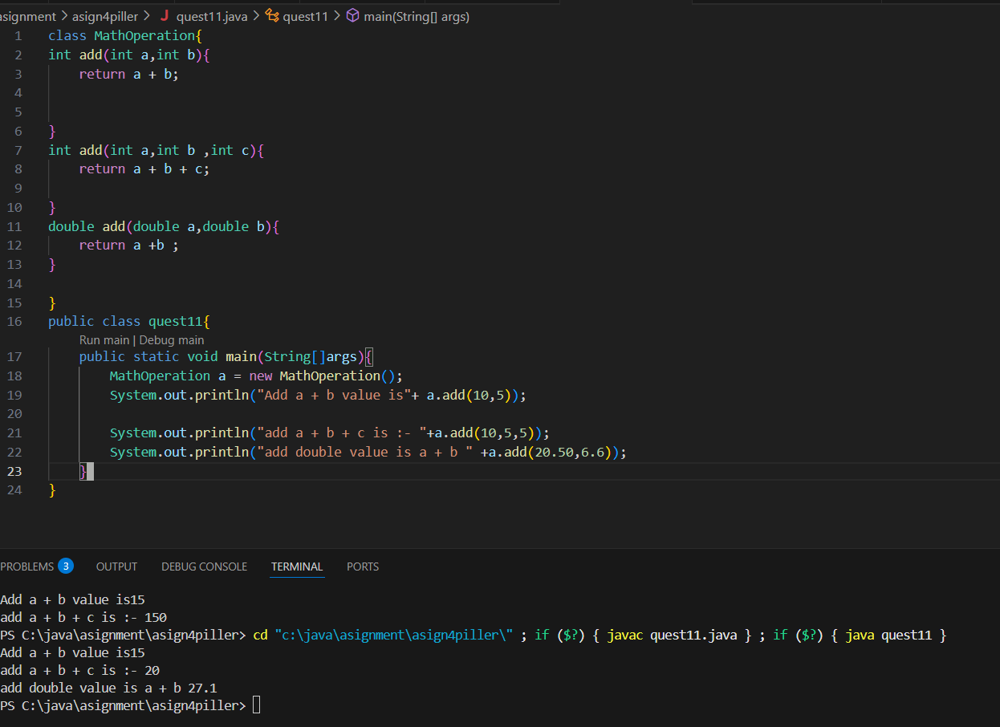 asignment > asign4piller > J quest11.java > quest11 > main(String[] args)
1 class MathOperation{
2 int add(int a,int b){
3 return a + b;
4
5
6 }
7 int add(int a,int b ,int c){
8 return a + b + c;
9
10 }
11 double add(double a,double b){
12 return a +b ;
13 }
14
15 }
16 public class quest11{
Run main | Debug main
17 public static void main(String[]args){
18 MathOperation a = new MathOperation();
19 System.out.println("Add a + b value is"+ a.add(10,5));
20
21 System.out.println("add a + b + c is :- "+a.add(10,5,5));
22 System.out.println("add double value is a + b " +a.add(20.50,6.6));
23 }
24 }
PROBLEMS 3 OUTPUT DEBUG CONSOLE TERMINAL PORTS
Add a + b value is15
add a + b + c is :- 150
PS C:\java\asignment\asign4piller> cd "c:\java\asignment\asign4piller\" ; if ($?) { javac quest11.java } ; if ($?) { java quest11 }
Add a + b value is15
add a + b + c is :- 20
add double value is a + b 27.1
PS C:\java\asignment\asign4piller>